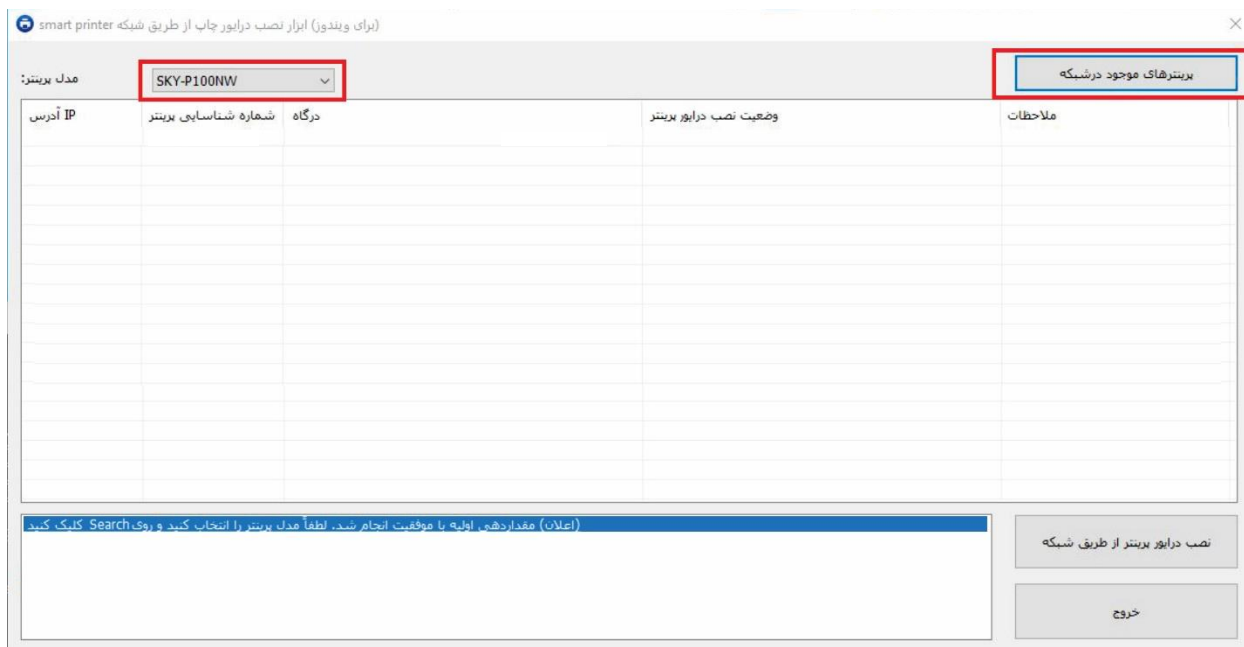 (برای ویندوز) ابزار نصب درایور چاپ از طریق شبکه smart printer
مدل پرینتر:
SKY-P100NW
پرینترهای موجود درشبکه
IP آدرس
شماره شناسایی پرینتر
درگاه
وضعیت نصب درایور پرینتر
ملاحظات
(اعلان) مقداردهی اولیه با موفقیت انجام شد. لطفاً مدل پرینتر را انتخاب کنید و روی Search کلیک کنید
نصب درایور پرینتر از طریق شبکه
خروج